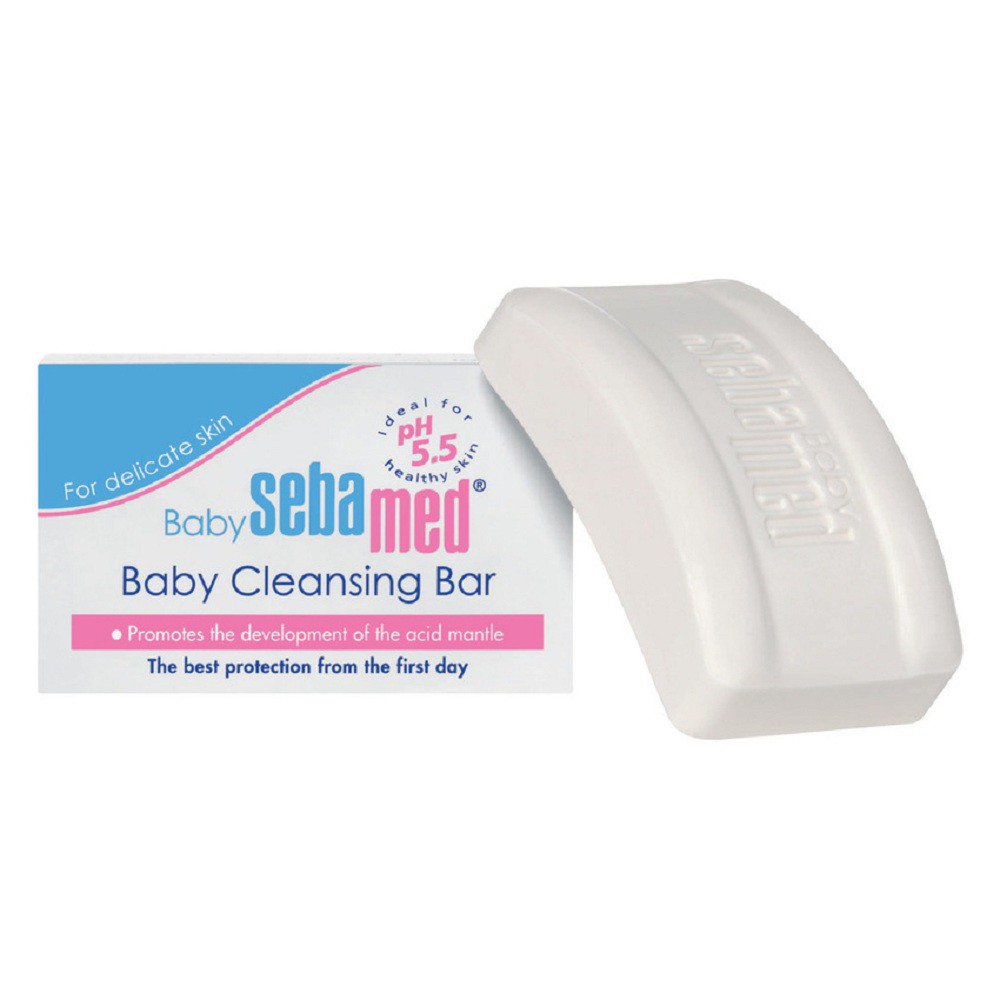 For delicate skin
ideal for
pH
5.5
healthy skin
Baby sebamed®
Baby Cleansing Bar
• Promotes the development of the acid mantle
The best protection from the first day
sebamed
BABY